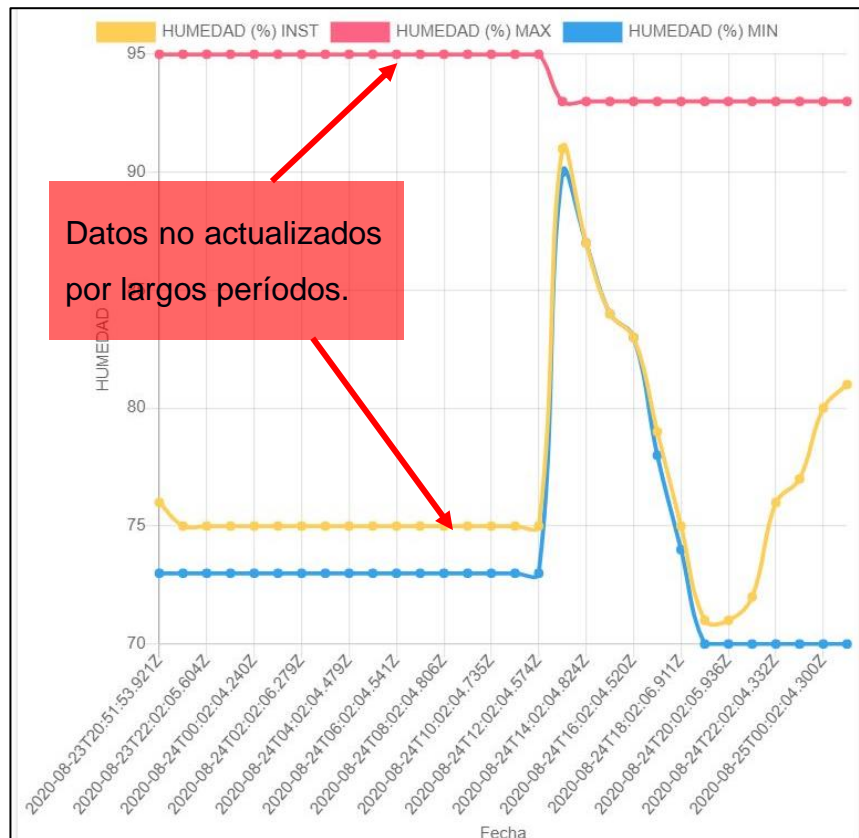 HUMEDAD (%) INST HUMEDAD (%) MAX HUMEDAD (%) MIN
95
90
Datos no actualizados
por largos períodos.
HUMEDAD
80
75
70
2020-08-23T20:51:53.921Z
2020-08-23T22:02:05.604Z
2020-08-24T00:02:04.240Z
2020-08-24T02:02:06.279Z
2020-08-24T04:02:04.479Z
2020-08-24T06:02:04.541Z
2020-08-24T08:02:04.806Z
2020-08-24T10:02:04.735Z
2020-08-24T12:02:04.574Z
2020-08-24T14:02:04.824Z
2020-08-24T16:02:04.520Z
2020-08-24T18:02:06.911Z
2020-08-24T20:02:05.936Z
2020-08-24T22:02:04.332Z
2020-08-25T00:02:04.300Z
Fecha